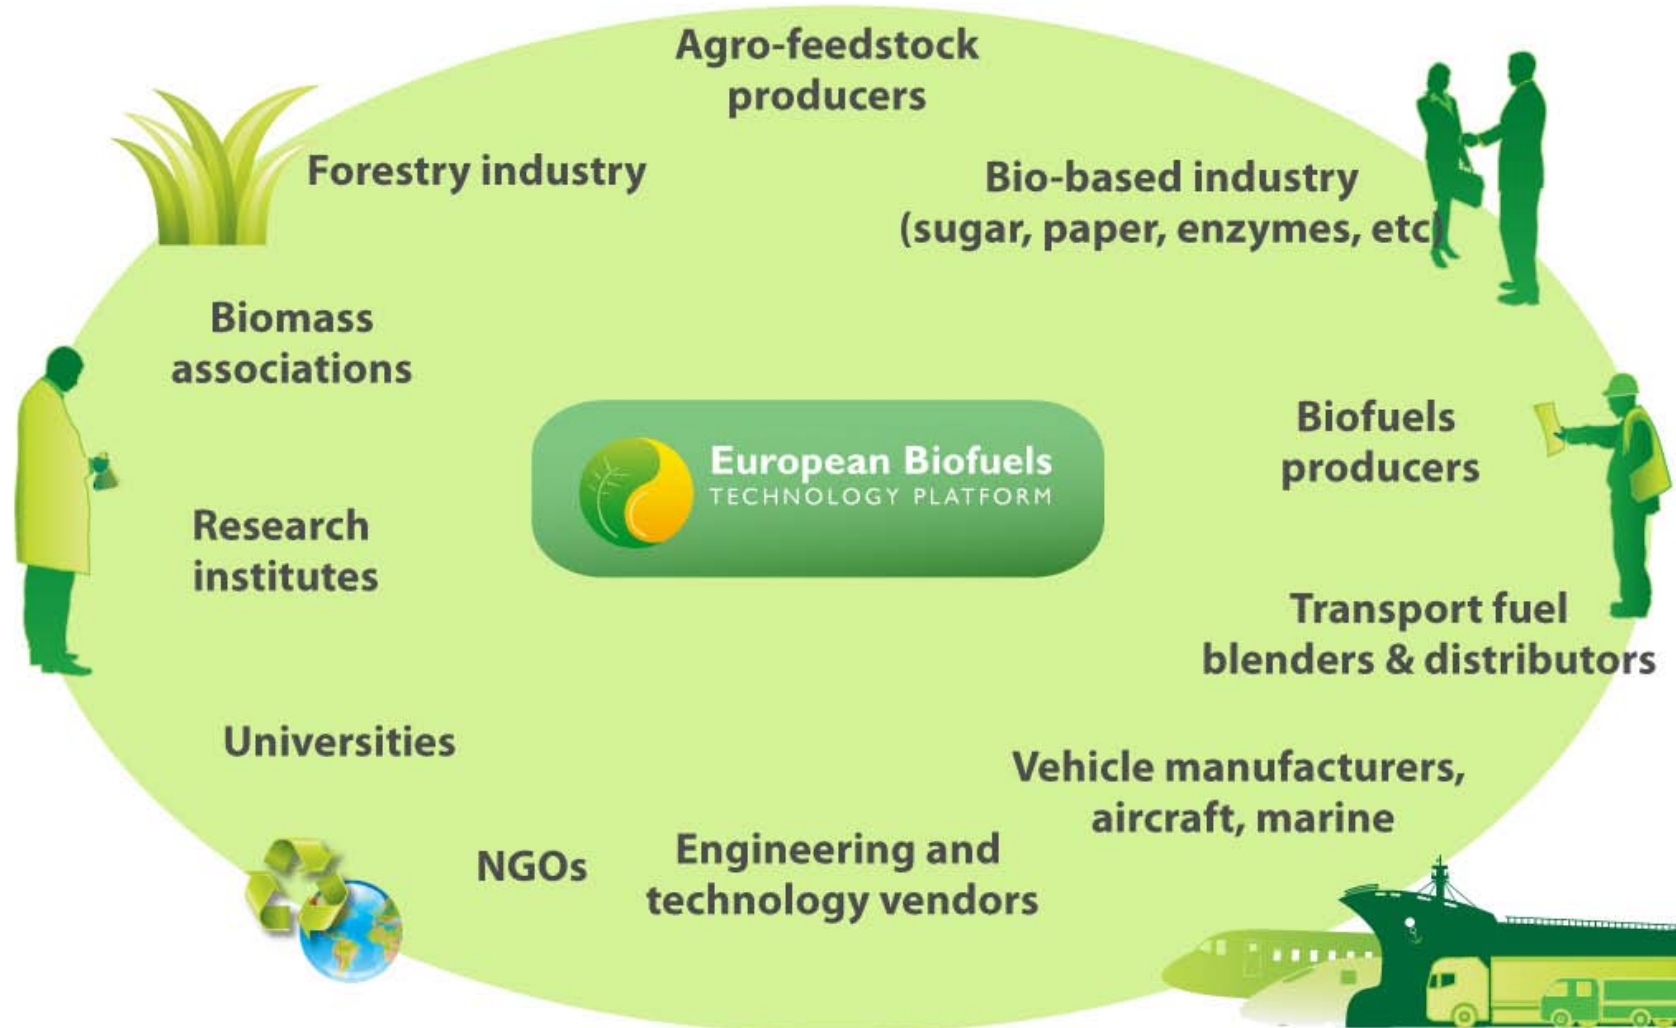 Agro-feedstock
producers
Forestry industry
Bio-based industry
(sugar, paper, enzymes, etc)
Biomass
associations
Biofuels
producers
European Biofuels
TECHNOLOGY PLATFORM
Research
institutes
Transport fuel
blenders & distributors
Universities
Vehicle manufacturers,
aircraft, marine
NGOs
Engineering and
technology vendors